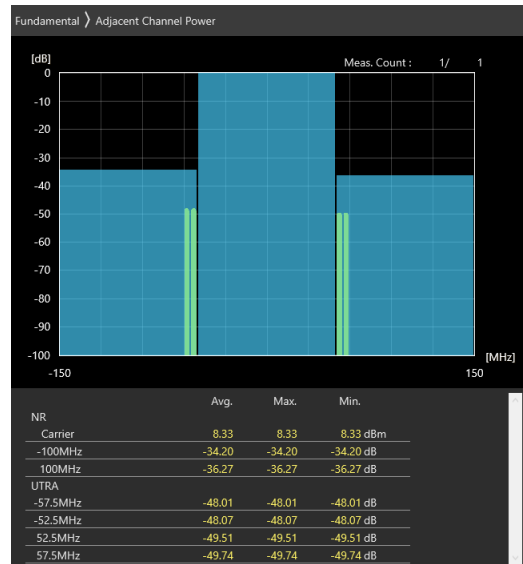 Fundamental 〉 Adjacent Channel Power
[dB]
Meas. Count : 1/ 1
0
-10
-20
-30
-40
-50
-60
-70
-80
-90
-100
[MHz]
-150 150
Avg. Max. Min.
NR
Carrier 8.33 8.33 8.33 dBm
-100MHz -34.20 -34.20 -34.20 dB
100MHz -36.27 -36.27 -36.27 dB
UTRA
-57.5MHz -48.01 -48.01 -48.01 dB
-52.5MHz -48.07 -48.07 -48.07 dB
52.5MHz -49.51 -49.51 -49.51 dB
57.5MHz -49.74 -49.74 -49.74 dB